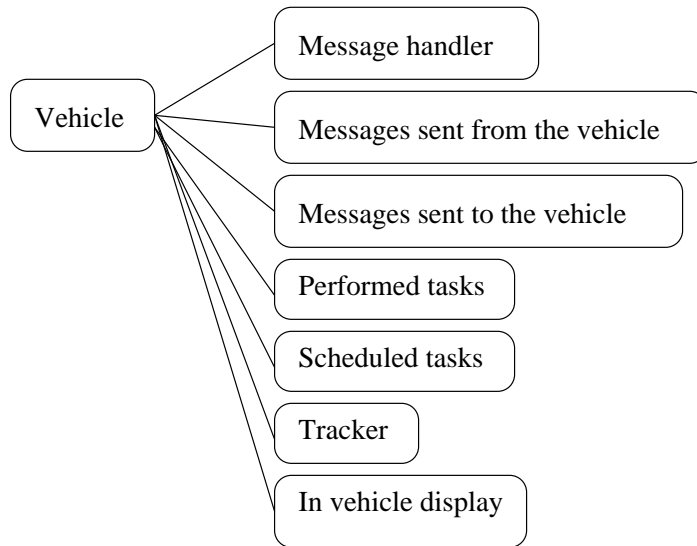 Message handler
Vehicle
Messages sent from the vehicle
Messages sent to the vehicle
Performed tasks
Scheduled tasks
Tracker
In vehicle display